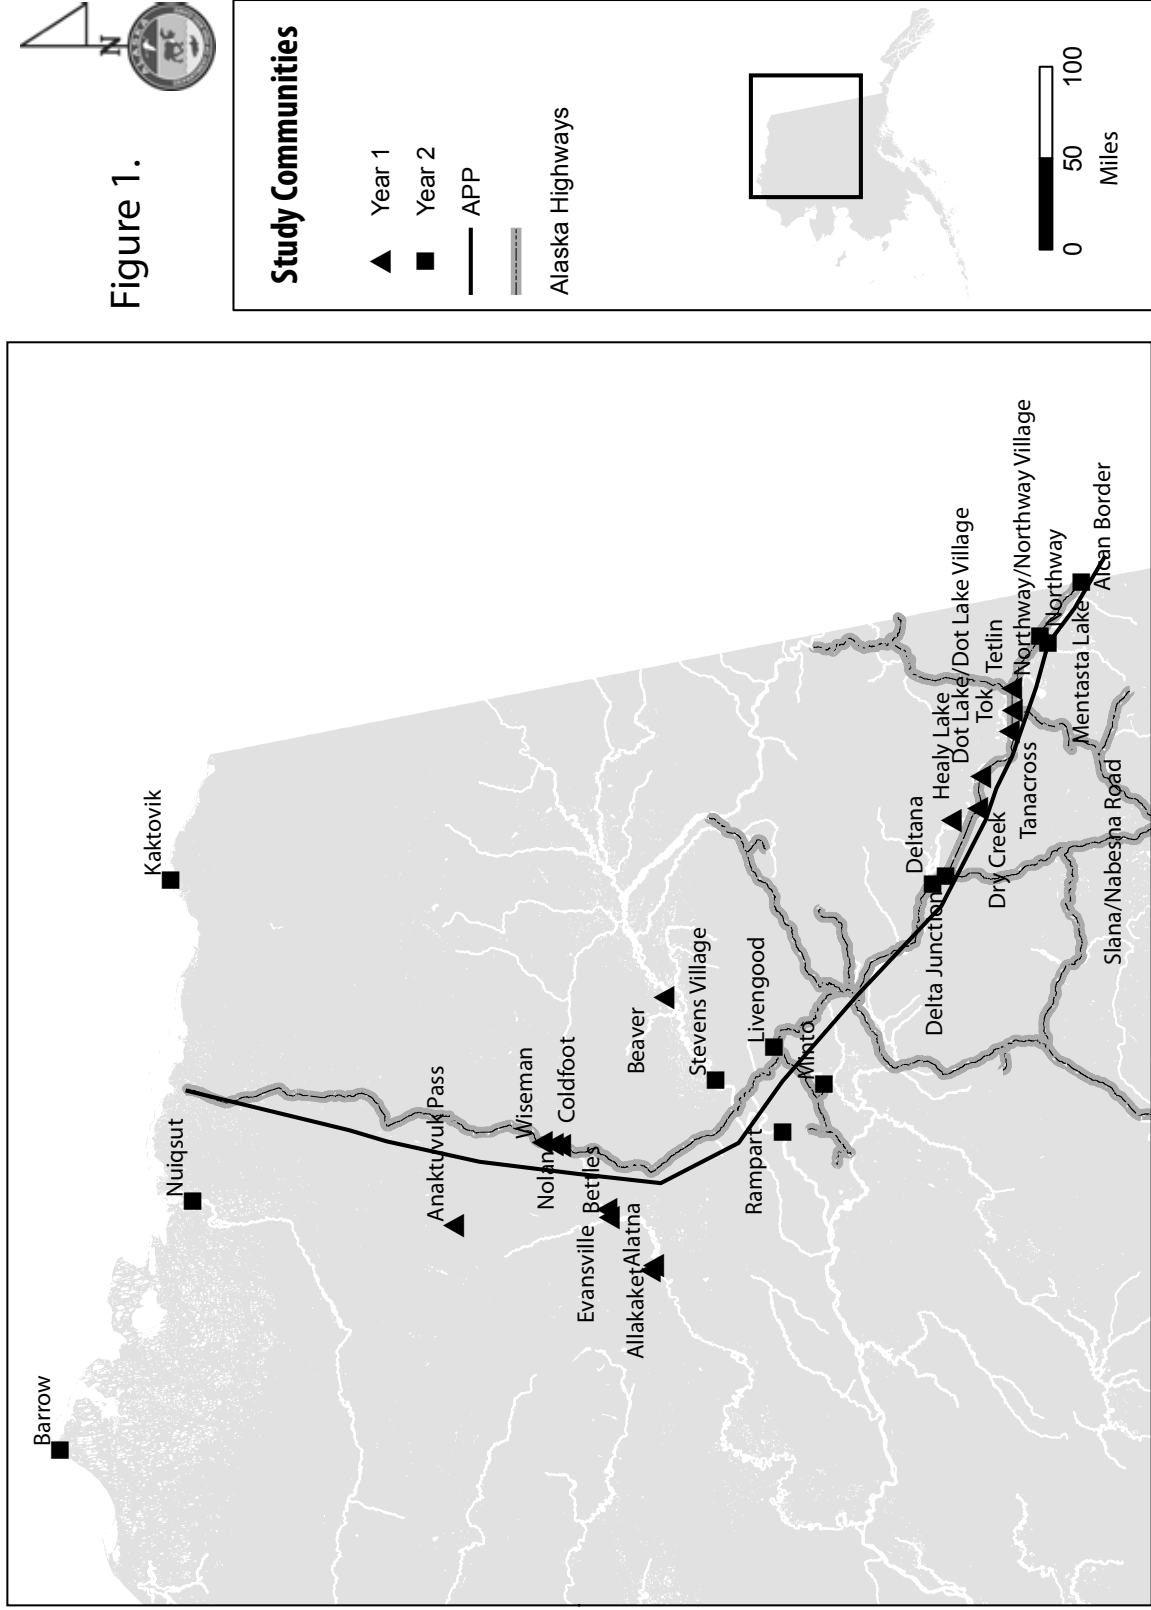 Figure 1.
N
ALASKA
Study Communities
Year 1
Year 2
APP
Alaska Highways
0 50 100
Miles
Barrow
Kaktovik
Nuiqsut
Anaktuvuk Pass
Wiseman
Nolan
Coldfoot
Evansville
Bettles
Allakaket
Alatna
Beaver
Stevens Village
Rampart
Livengood
Minto
Deltana
Delta Junction
Healy Lake
Dot Lake/Dot Lake Village
Dry Creek
Tok
Tetlin
Tanacross
Northway/Northway Village
Northway
Mentasta Lake
Alcan Border
Slana/Nabesna Road